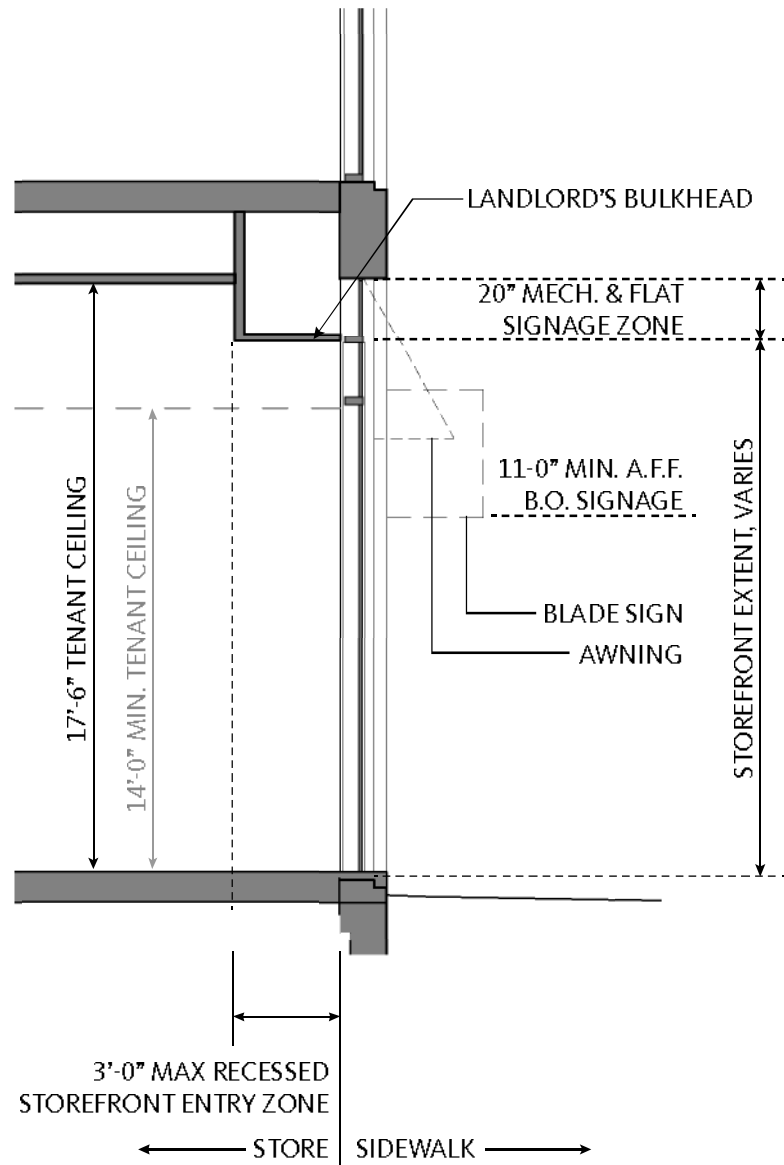 LANDLORD'S BULKHEAD
20” MECH. & FLAT
SIGNAGE ZONE
11-0” MIN. A.F.F.
B.O. SIGNAGE
BLADE SIGN
AWNING
STOREFRONT EXTENT, VARIES
17'-6” TENANT CEILING
14'-0” MIN. TENANT CEILING
3'-0” MAX RECESSED
STOREFRONT ENTRY ZONE
STORE
SIDEWALK